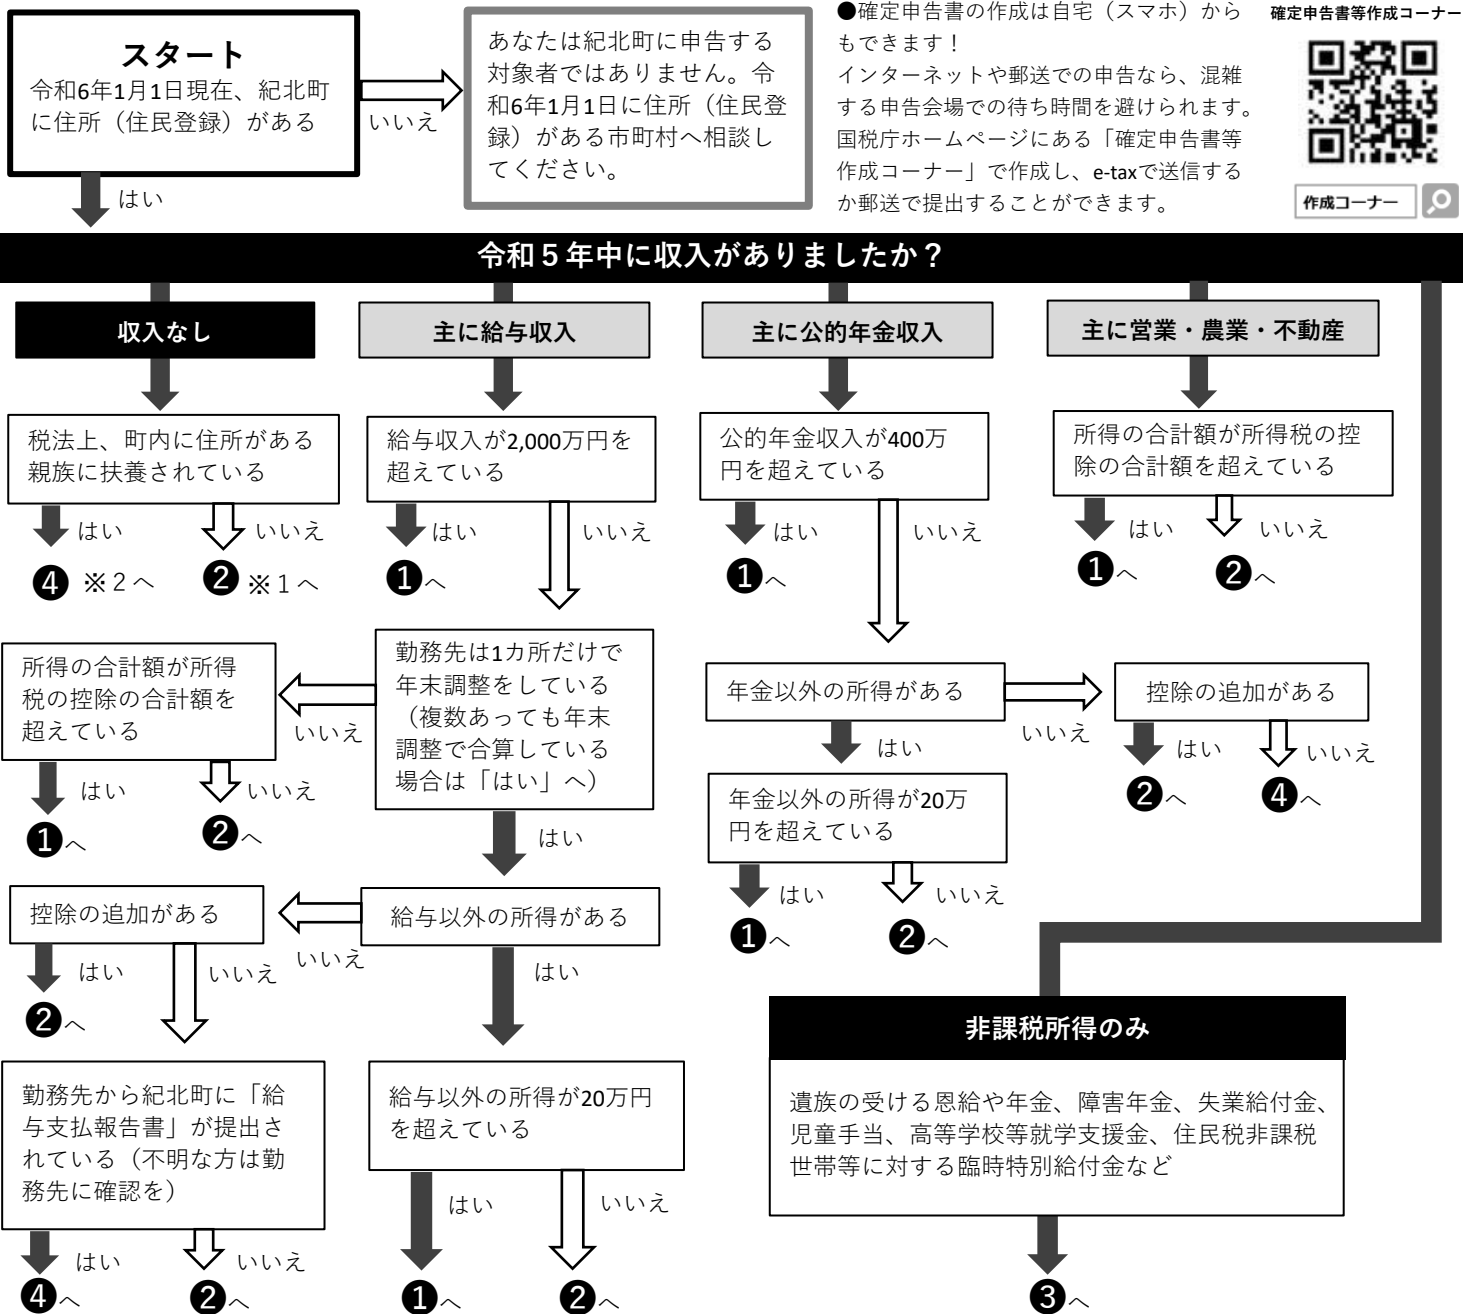 スタート
令和6年1月1日現在、紀北町
に住所（住民登録）がある
いいえ
はい
あなたは紀北町に申告する
対象者ではありません。令
和6年1月1日に住所（住民登
録）がある市町村へ相談し
てください。
●確定申告書の作成は自宅（スマホ）から
もできます！
インターネットや郵送での申告なら、混雑
する申告会場での待ち時間を避けられます。
国税庁ホームページにある「確定申告書等
作成コーナー」で作成し、e-taxで送信する
か郵送で提出することができます。
確定申告書等作成コーナー
作成コーナー
令和５年中に収入がありましたか？
収入なし
主に給与収入
主に公的年金収入
主に営業・農業・不動産
税法上、町内に住所がある
親族に扶養されている
はい
いいえ
❹ ※２へ
❷ ※１へ
給与収入が2,000万円を
超えている
はい
いいえ
❶へ
公的年金収入が400万
円を超えている
はい
いいえ
❶へ
所得の合計額が所得税の控
除の合計額を超えている
はい
いいえ
❶へ
❷へ
所得の合計額が所得
税の控除の合計額を
超えている
いいえ
はい
いいえ
❶へ
❷へ
勤務先は1カ所だけで
年末調整をしている
（複数あっても年末
調整で合算している
場合は「はい」へ）
はい
年金以外の所得がある
いいえ
はい
控除の追加がある
はい
いいえ
❷へ
❹へ
年金以外の所得が20万
円を超えている
はい
いいえ
❶へ
❷へ
控除の追加がある
いいえ
はい
いいえ
❷へ
給与以外の所得がある
はい
勤務先から紀北町に「給
与支払報告書」が提出さ
れている（不明な方は勤
務先に確認を）
はい
いいえ
❹へ
❷へ
給与以外の所得が20万円
を超えている
はい
いいえ
❶へ
❷へ
非課税所得のみ
遺族の受ける恩給や年金、障害年金、失業給付金、
児童手当、高等学校等就学支援金、住民税非課税
世帯等に対する臨時特別給付金など
❸へ